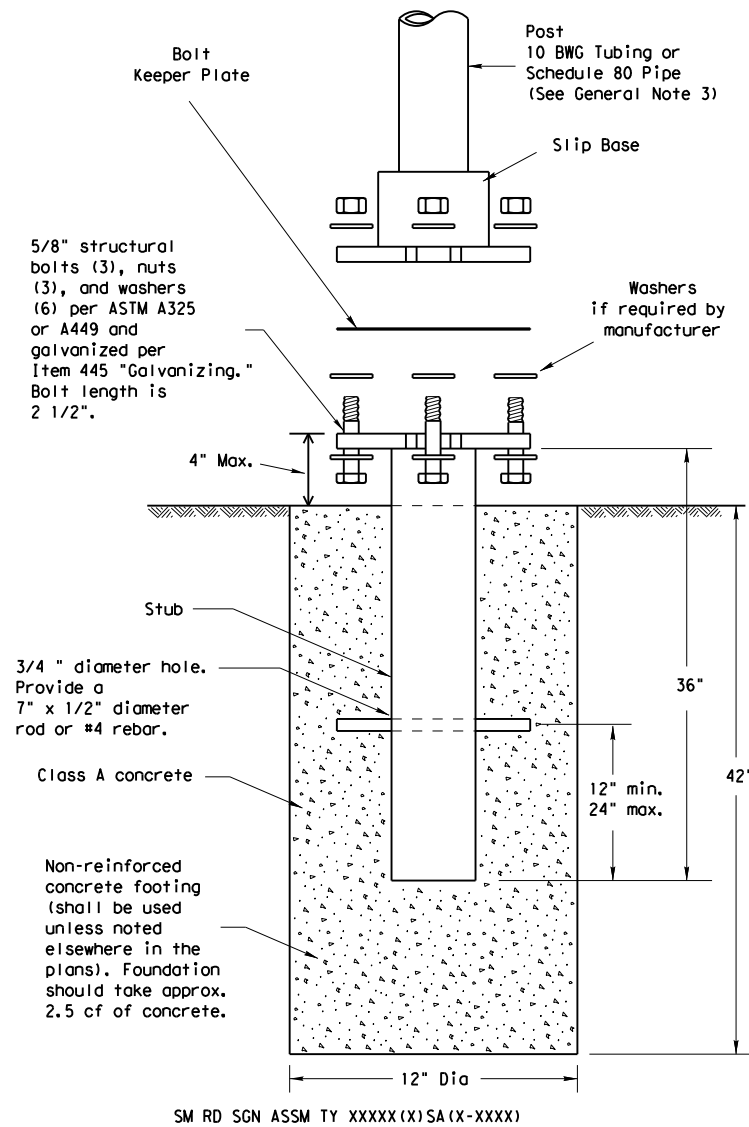 Bolt
Keeper Plate
Post
10 BWG Tubing or
Schedule 80 Pipe
(See General Note 3)
Slip Base
5/8" structural
bolts (3), nuts
(3), and washers
(6) per ASTM A325
or A449 and
galvanized per
Item 445 "Galvanizing."
Bolt length is
2 1/2".
Washers
if required by
manufacturer
4" Max.
Stub
3/4 " diameter hole.
Provide a
7" x 1/2" diameter
rod or #4 rebar.
36"
Class A concrete
12" min.
24" max.
42"
Non-reinforced
concrete footing
(shall be used
unless noted
elsewhere in the
plans). Foundation
should take approx.
2.5 cf of concrete.
12" Dia
SM RD SGN ASSM TY XXXXX(X)SA(X-XXXX)